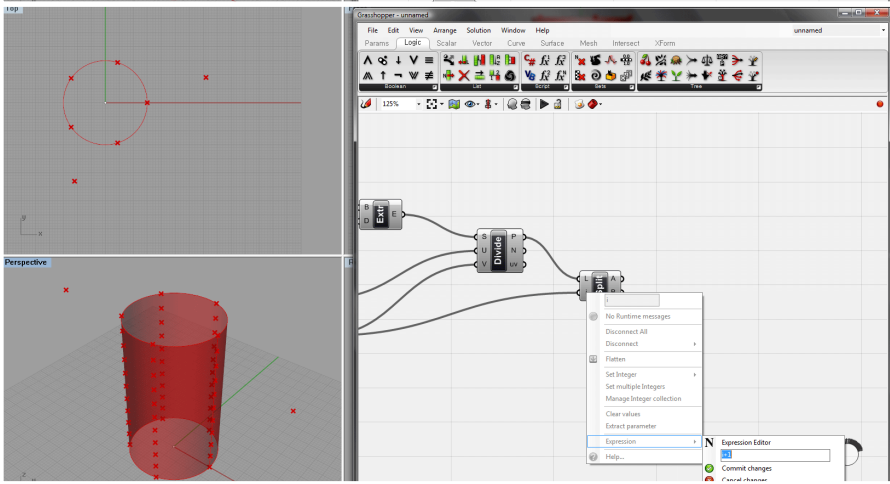 Top
Grasshopper - unnamed
File Edit View Arrange Solution Window Help
unnamed
Params Logic Scalar Vector Curve Surface Mesh Intersect XForm
Boolean List Script Sets Tree
125%
B
D
Extr
E
S
U
V
Divide
P
N
uv
y
x
Perspective
L
Split
A
B
i
No Runtime messages
Disconnect All
Disconnect
Flatten
Set Integer
Set multiple Integers
Manage Integer collection
Clear values
Extract parameter
Expression
N Expression Editor
Help...
Commit changes
Cancel changes
z